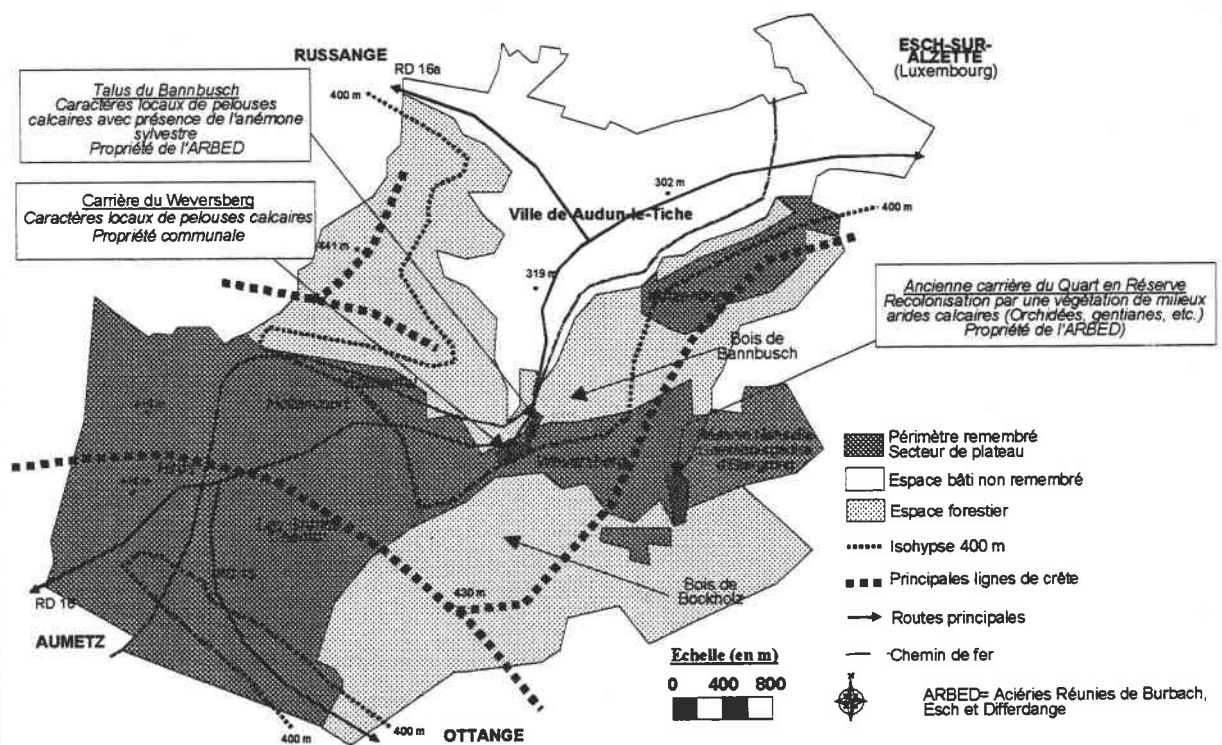 RUSSANGE
RD 16a
ESCH-SUR-
ALZETTE
(Luxembourg)
Talus du Bannbusch
Caractères locaux de pelouses
calcaires avec présence de l'anémone
sylvestre
Propriété de l'ARBED
400 m
Carrière du Weversberg
Caractères locaux de pelouses calcaires
Propriété communale
302 m
Ville de Audun-le-Tiche
400 m
441 m
319 m
Ancienne carrière du Quart en Réserve
Recolonisation par une végétation de milieux
arides calcaires (Orchidées, gentianes, etc.)
Propriété de l'ARBED)
Bois de
Bannbusch
Périmètre remembré
Secteur de plateau
Espace bâti non remembré
Espace forestier
Isohypse 400 m
Principales lignes de crête
Routes principales
Chemin de fer
ARBED= Aciéries Réunies de Burbach,
Esch et Differdange
Bois de
Bockholz
430 m
RD 16
AUMETZ
Echelle (en m)
0 400 800
400 m
400 m
OTTANGE